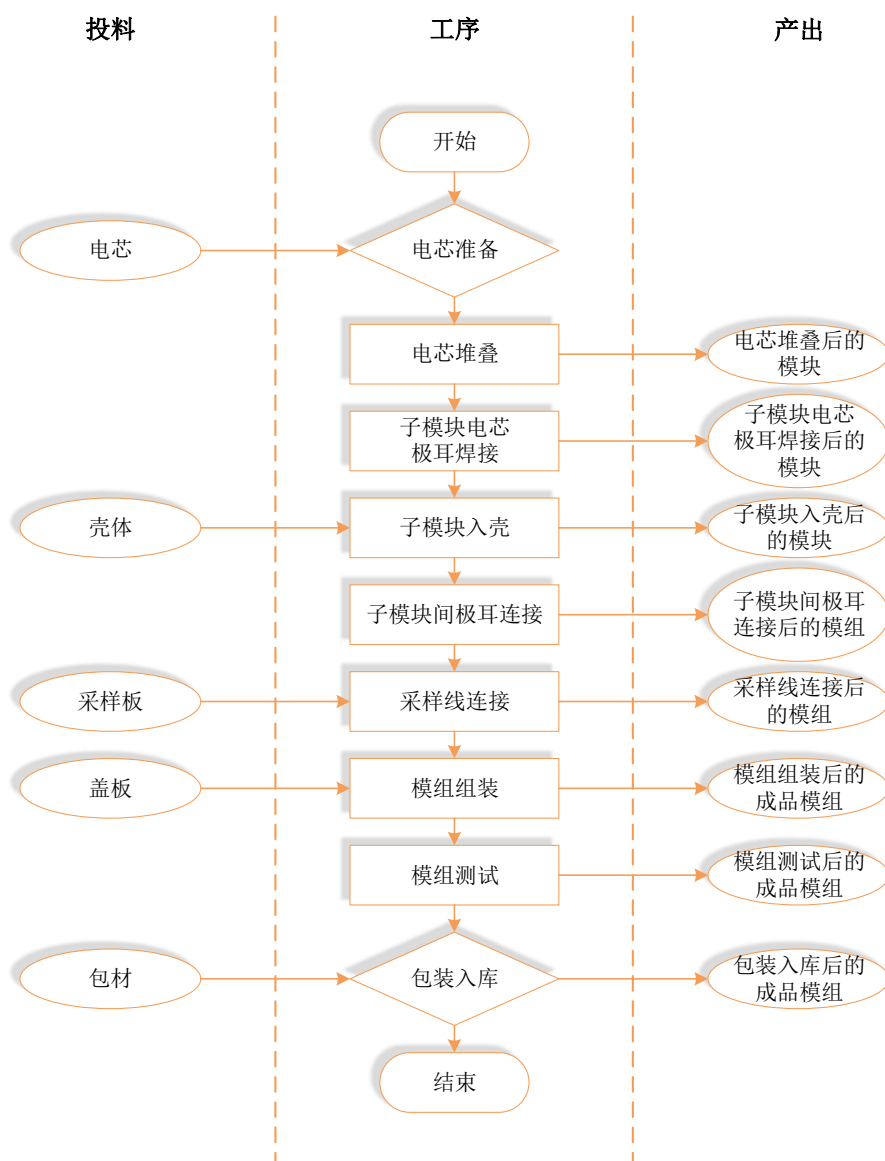 投料
工序
产出
开始
电芯
电芯准备
电芯堆叠
电芯堆叠后的
模块
子模块电芯
极耳焊接
子模块电芯
极耳焊接后的
模块
壳体
子模块入壳
子模块入壳后
的模块
子模块间极耳连接
子模块间极耳
连接后的模组
采样板
采样线连接
采样线连接后
的模组
盖板
模组组装
模组组装后的
成品模组
模组测试
模组测试后的
成品模组
包材
包装入库
包装入库后的
成品模组
结束